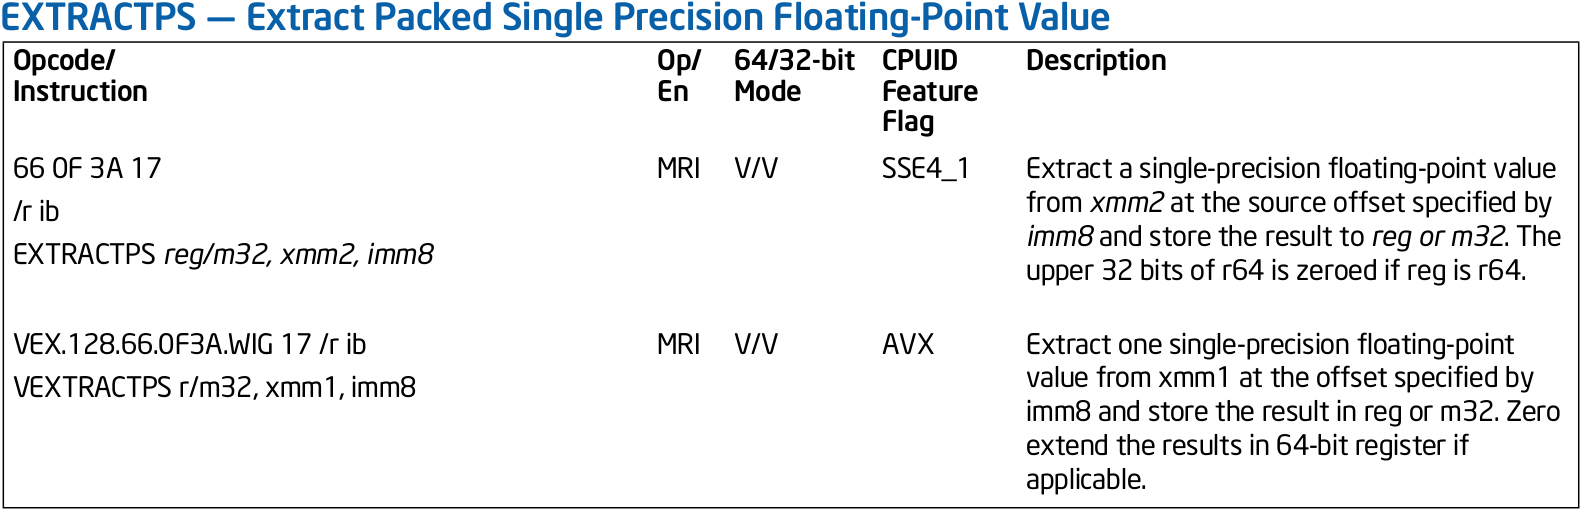 EXTRACTPS — Extract Packed Single Precision Floating-Point Value
Opcode/
Instruction
Op/
En
64/32-bit
Mode
CPUID
Feature
Flag
Description
66 0F 3A 17
/r ib
EXTRACTPS reg/m32, xmm2, imm8
MRI
V/V
SSE4_1
Extract a single-precision floating-point value
from xmm2 at the source offset specified by
imm8 and store the result to reg or m32. The
upper 32 bits of r64 is zeroed if reg is r64.
VEX.128.66.0F3A.WIG 17 /r ib
VEXTRACTPS r/m32, xmm1, imm8
MRI
V/V
AVX
Extract one single-precision floating-point
value from xmm1 at the offset specified by
imm8 and store the result in reg or m32. Zero
extend the results in 64-bit register if
applicable.